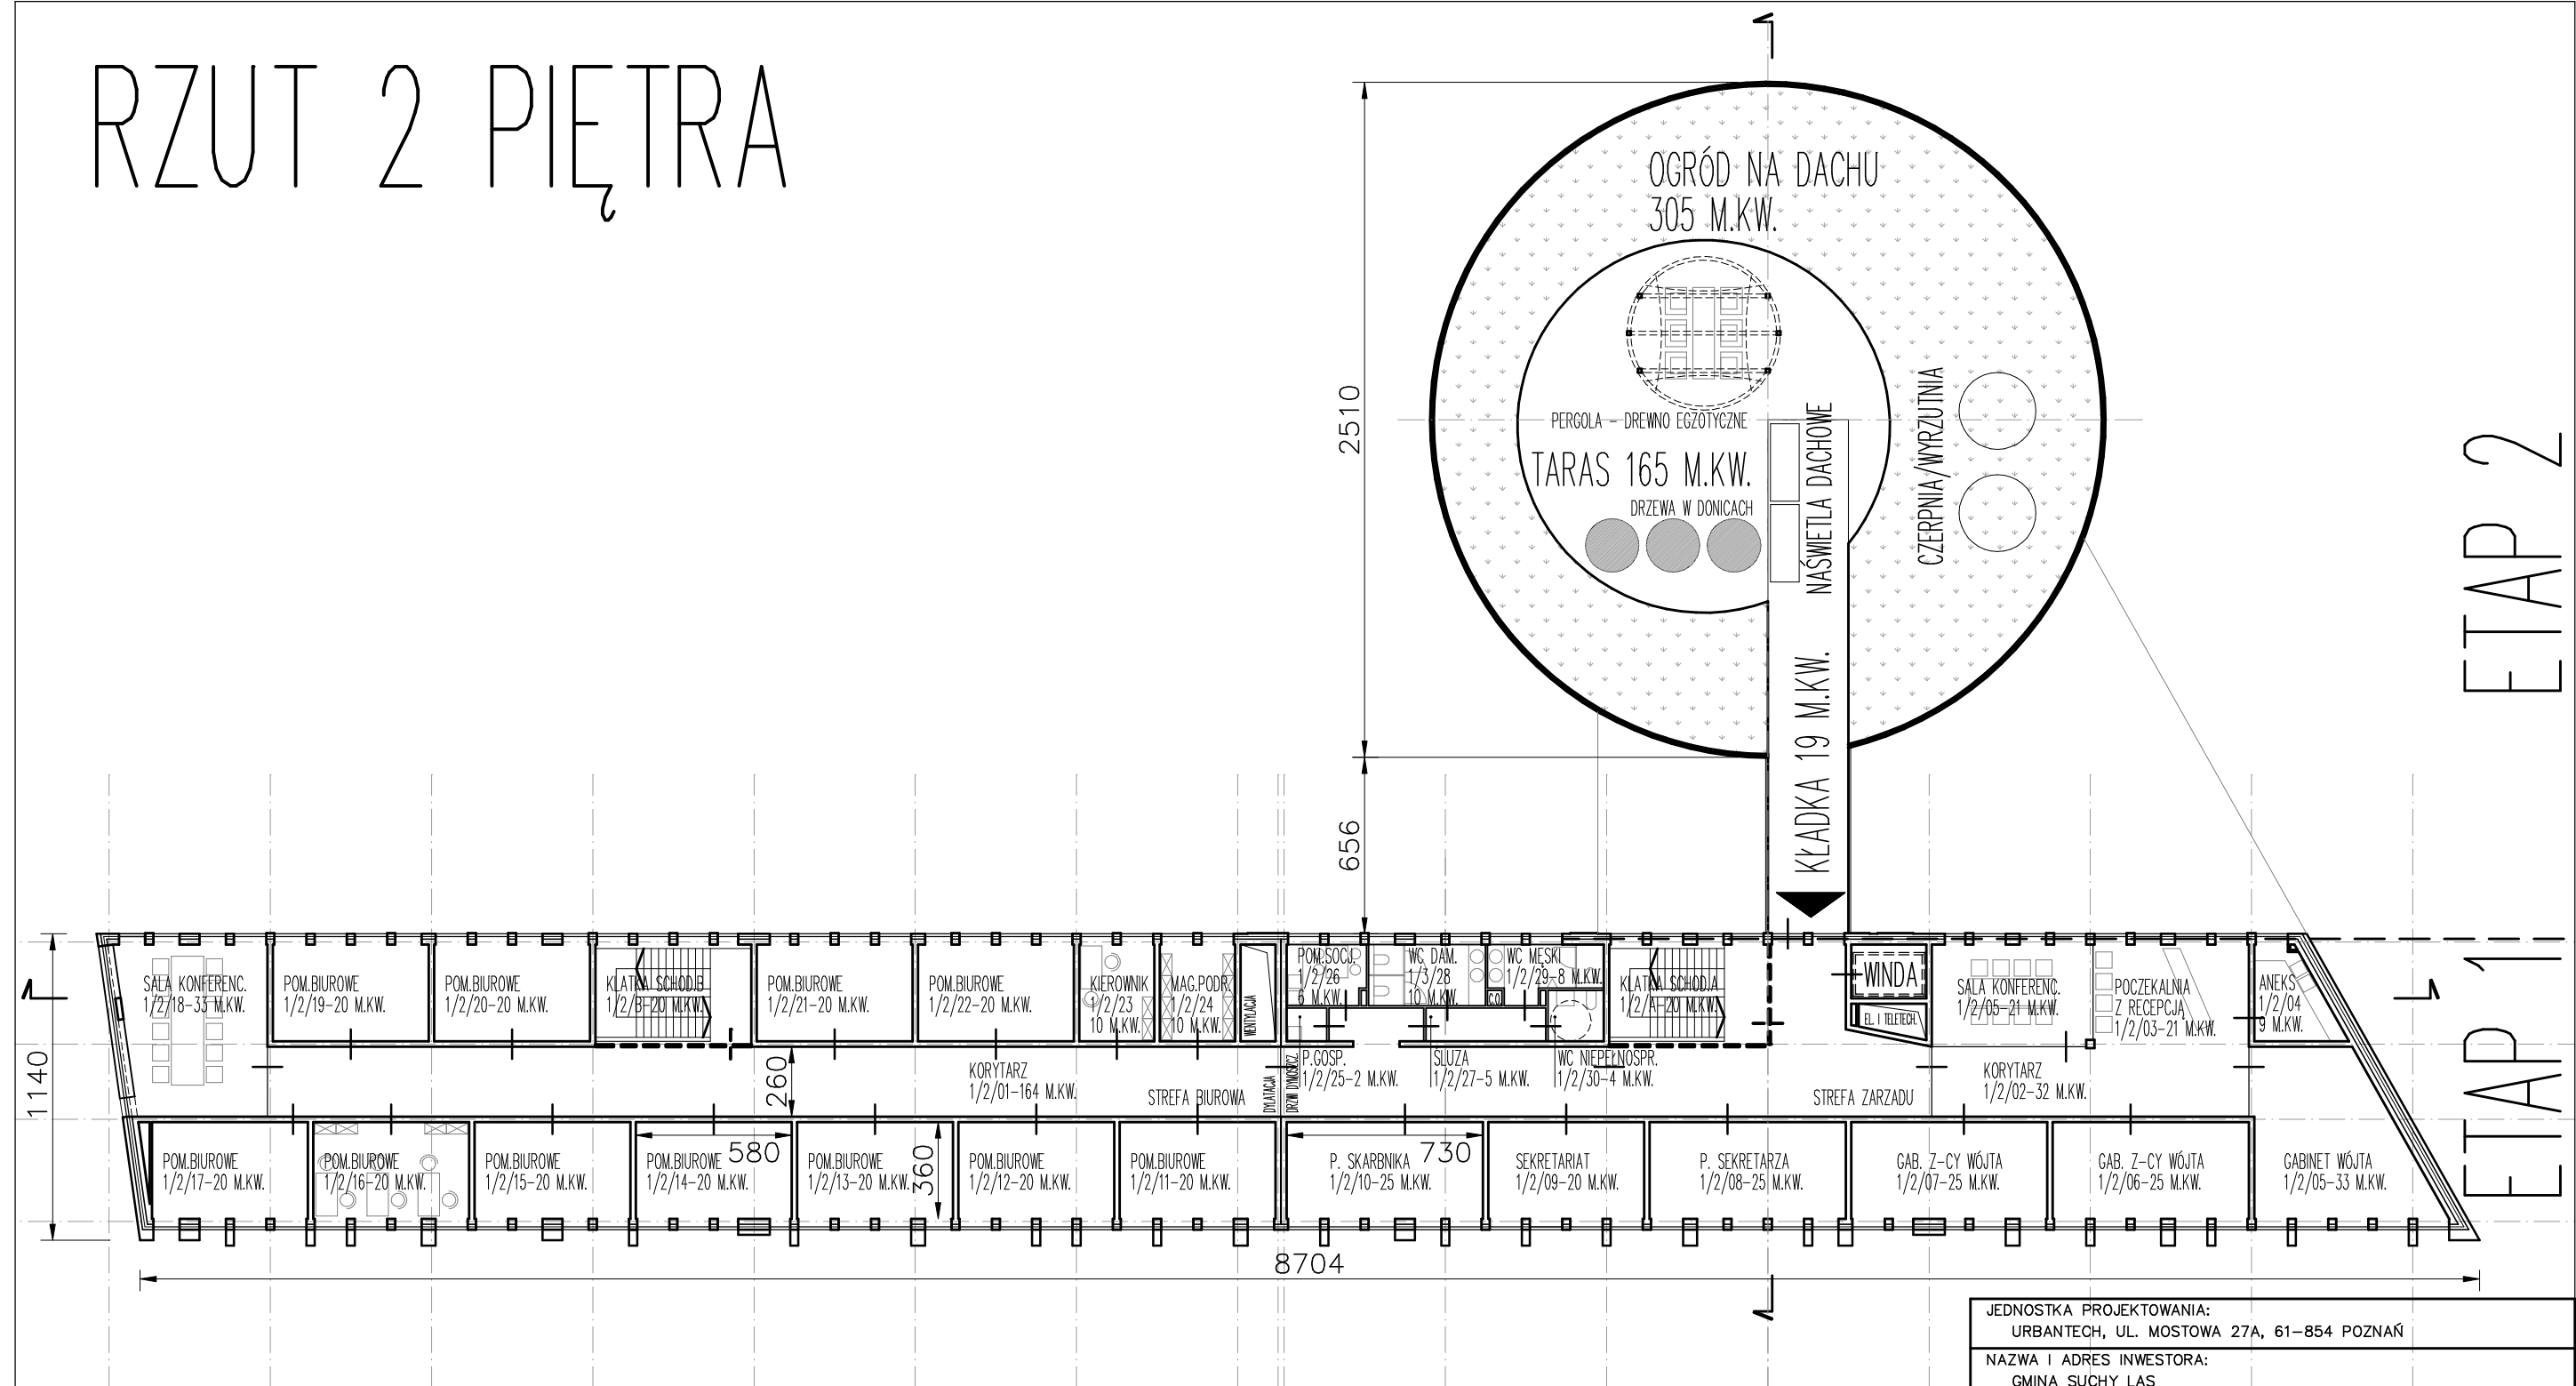 RZUT 2 PIĘTRA
OGRÓD NA DACHU
305 M.KW.
2510
PERGOLA - DREWNO EGZOTYCZNE
TARAS 165 M.KW.
DRZEWA W DONICACH
NAŚWIETLA DACHOWE
CZERPNIA/WYRZUTNIA
ETAP 2
656
KŁADKA 19 M.KW.
1140
SALA KONFERENC.
1/2/18-33 M.KW.
POM.BIUROWE
1/2/19-20 M.KW.
POM.BIUROWE
1/2/20-20 M.KW.
KLATKA SCHOD.B
1/2/B-20 M.KW.
POM.BIUROWE
1/2/21-20 M.KW.
POM.BIUROWE
1/2/22-20 M.KW.
KIEROWNIK
1/2/23
10 M.KW.
MAG.PODR.
1/2/24
10 M.KW.
WENTYLACJA
POM.SOCJ.
1/2/26
6 M.KW.
WC DAM.
1/3/28
10 M.KW.
WC MĘSKI
1/2/29-8 M.KW.
C.O.
KLATKA SCHOD.A
1/2/A-20 M.KW.
WINDA
EL. I TELETECH.
SALA KONFERENC.
1/2/05-21 M.KW.
POCZEKALNIA
Z RECEPCJĄ
1/2/03-21 M.KW.
ANEKS
1/2/04
9 M.KW.
KORYTARZ
1/2/01-164 M.KW.
260
STREFA BIUROWA
DYLATACJA
DRZWI DYMOSZCZ.
P.GOSP.
1/2/25-2 M.KW.
ŚLUZA
1/2/27-5 M.KW.
WC NIEPEŁNOSPR.
1/2/30-4 M.KW.
STREFA ZARZADU
KORYTARZ
1/2/02-32 M.KW.
ETAP 1
POM.BIUROWE
1/2/17-20 M.KW.
POM.BIUROWE
1/2/16-20 M.KW.
POM.BIUROWE
1/2/15-20 M.KW.
580
POM.BIUROWE
1/2/14-20 M.KW.
POM.BIUROWE
1/2/13-20 M.KW.
360
POM.BIUROWE
1/2/12-20 M.KW.
POM.BIUROWE
1/2/11-20 M.KW.
730
P. SKARBNIKA
1/2/10-25 M.KW.
SEKRETARIAT
1/2/09-20 M.KW.
P. SEKRETARZA
1/2/08-25 M.KW.
GAB. Z-CY WÓJTA
1/2/07-25 M.KW.
GAB. Z-CY WÓJTA
1/2/06-25 M.KW.
GABINET WÓJTA
1/2/05-33 M.KW.
8704
JEDNOSTKA PROJEKTOWANIA:
URBANTECH, UL. MOSTOWA 27A, 61-854 POZNAŃ
NAZWA I ADRES INWESTORA:
GMINA SUCHY LAS